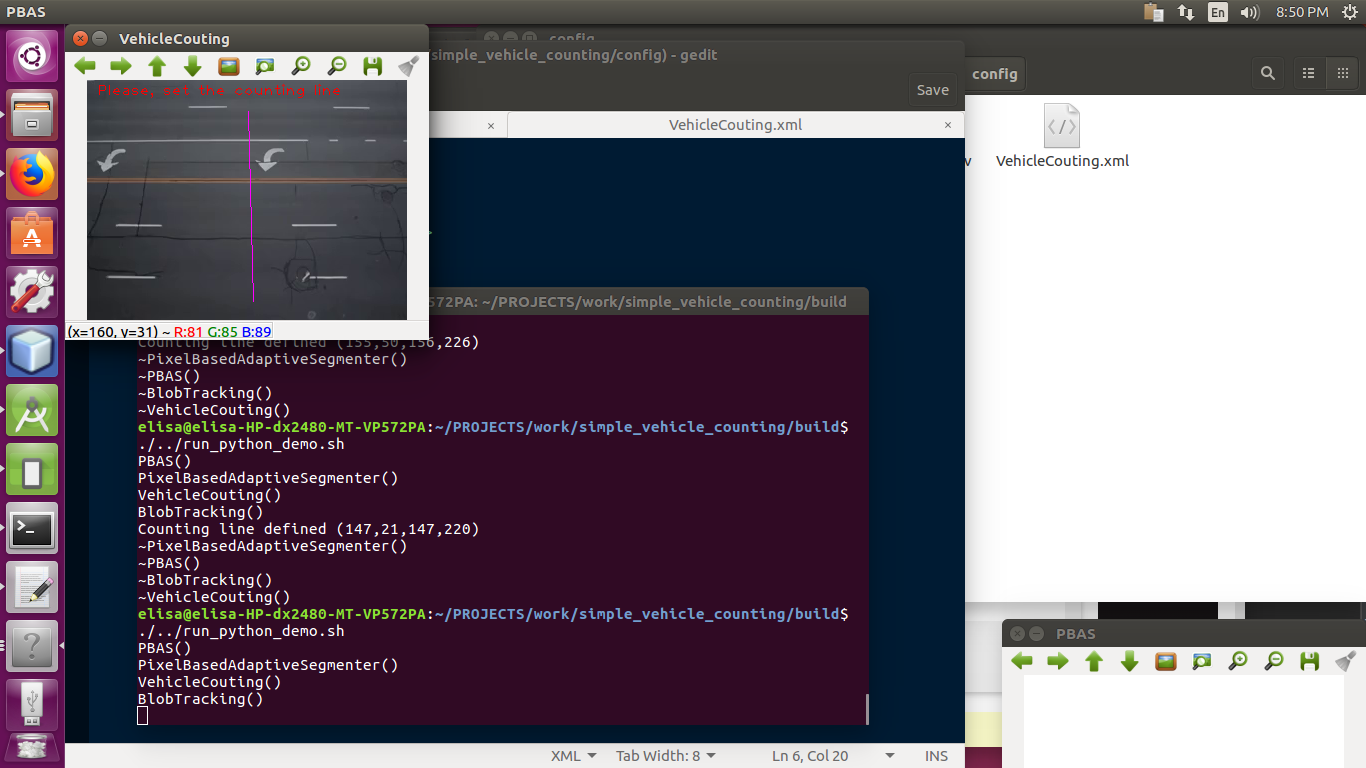 PBAS
En
8:50 PM
VehicleCouting
config
/simple_vehicle_counting/config) - gedit
config
Save
Please, set the counting line
VehicleCouting.xml
VehicleCouting.xml
(x=160, y=31) ~ R:81 G:85 B:89
572PA: ~/PROJECTS/work/simple_vehicle_counting/build
Counting line defined (155,50,156,226)
~PixelBasedAdaptiveSegmenter()
~PBAS()
~BlobTracking()
~VehicleCouting()
elisa@elisa-HP-dx2480-MT-VP572PA:~/PROJECTS/work/simple_vehicle_counting/build$
./../run_python_demo.sh
PBAS()
PixelBasedAdaptiveSegmenter()
VehicleCouting()
BlobTracking()
Counting line defined (147,21,147,220)
~PixelBasedAdaptiveSegmenter()
~PBAS()
~BlobTracking()
~VehicleCouting()
elisa@elisa-HP-dx2480-MT-VP572PA:~/PROJECTS/work/simple_vehicle_counting/build$
./../run_python_demo.sh
PBAS()
PixelBasedAdaptiveSegmenter()
VehicleCouting()
BlobTracking()
PBAS
XML
Tab Width: 8
Ln 6, Col 20
INS